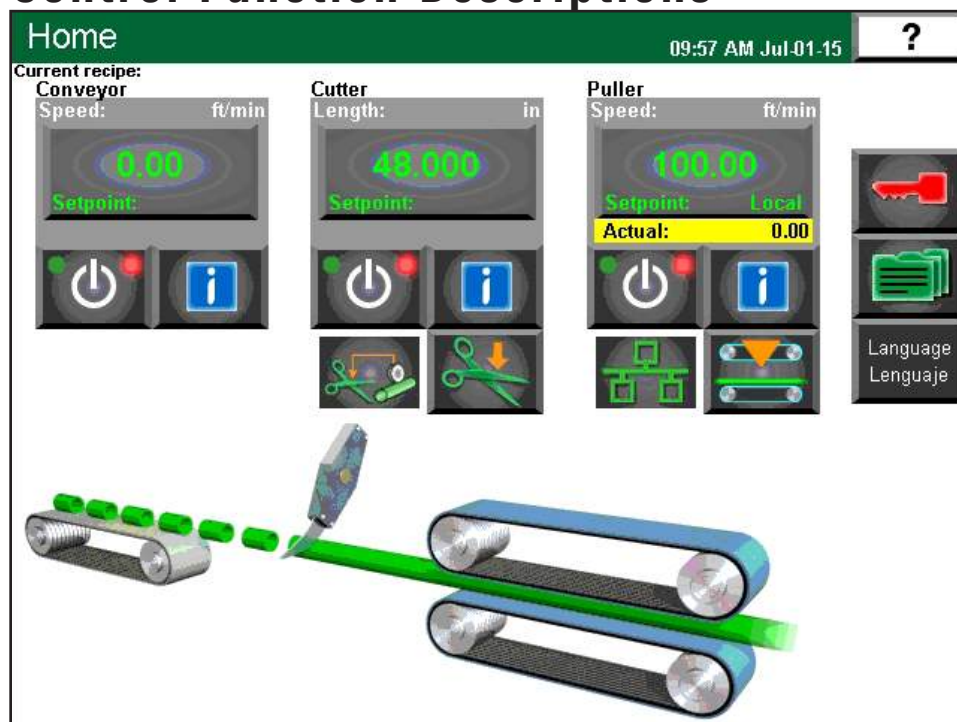 Control Function Descriptions
Home
09:57 AM Jul-01-15
?
Current recipe:
Conveyor
Speed: ft/min
0.00
Setpoint:
Cutter
Length: in
48.000
Setpoint:
Puller
Speed: ft/min
100.00
Setpoint: Local
Actual: 0.00
i
i
i
Language
Lenguaje